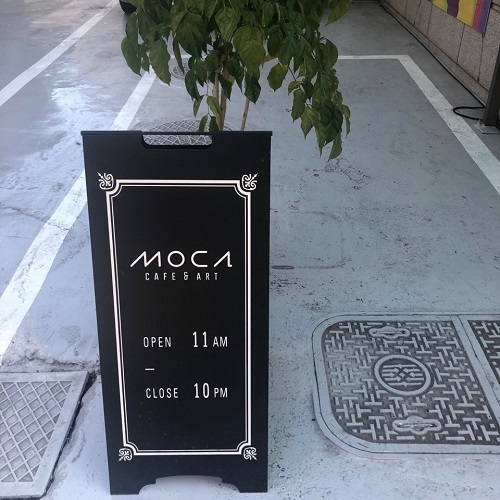 MOCA
CAFE & ART
OPEN 11 AM
—
CLOSE 10 PM